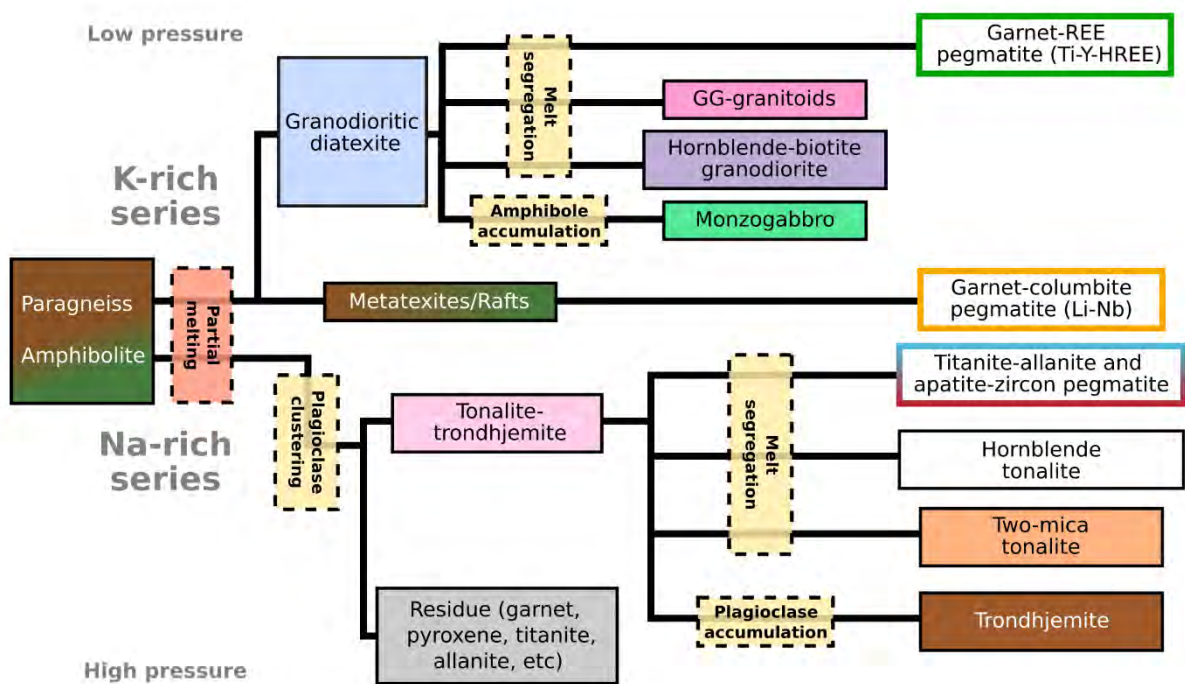 Low pressure
Garnet-REE
pegmatite (Ti-Y-HREE)
Melt
segregation
GG-granitoids
Granodioritic
diatexite
Hornblende-biotite
granodiorite
K-rich
series
Amphibole
accumulation
Monzogabbro
Paragneiss
Amphibolite
Partial
melting
Metatexites/Rafts
Garnet-columbite
pegmatite (Li-Nb)
Na-rich
series
Plagioclase
clustering
Tonalite-
trondhjemite
Melt
segregation
Titanite-allanite and
apatite-zircon pegmatite
Hornblende
tonalite
Two-mica
tonalite
Residue (garnet,
pyroxene, titanite,
allanite, etc)
Plagioclase
accumulation
Trondhjemite
High pressure